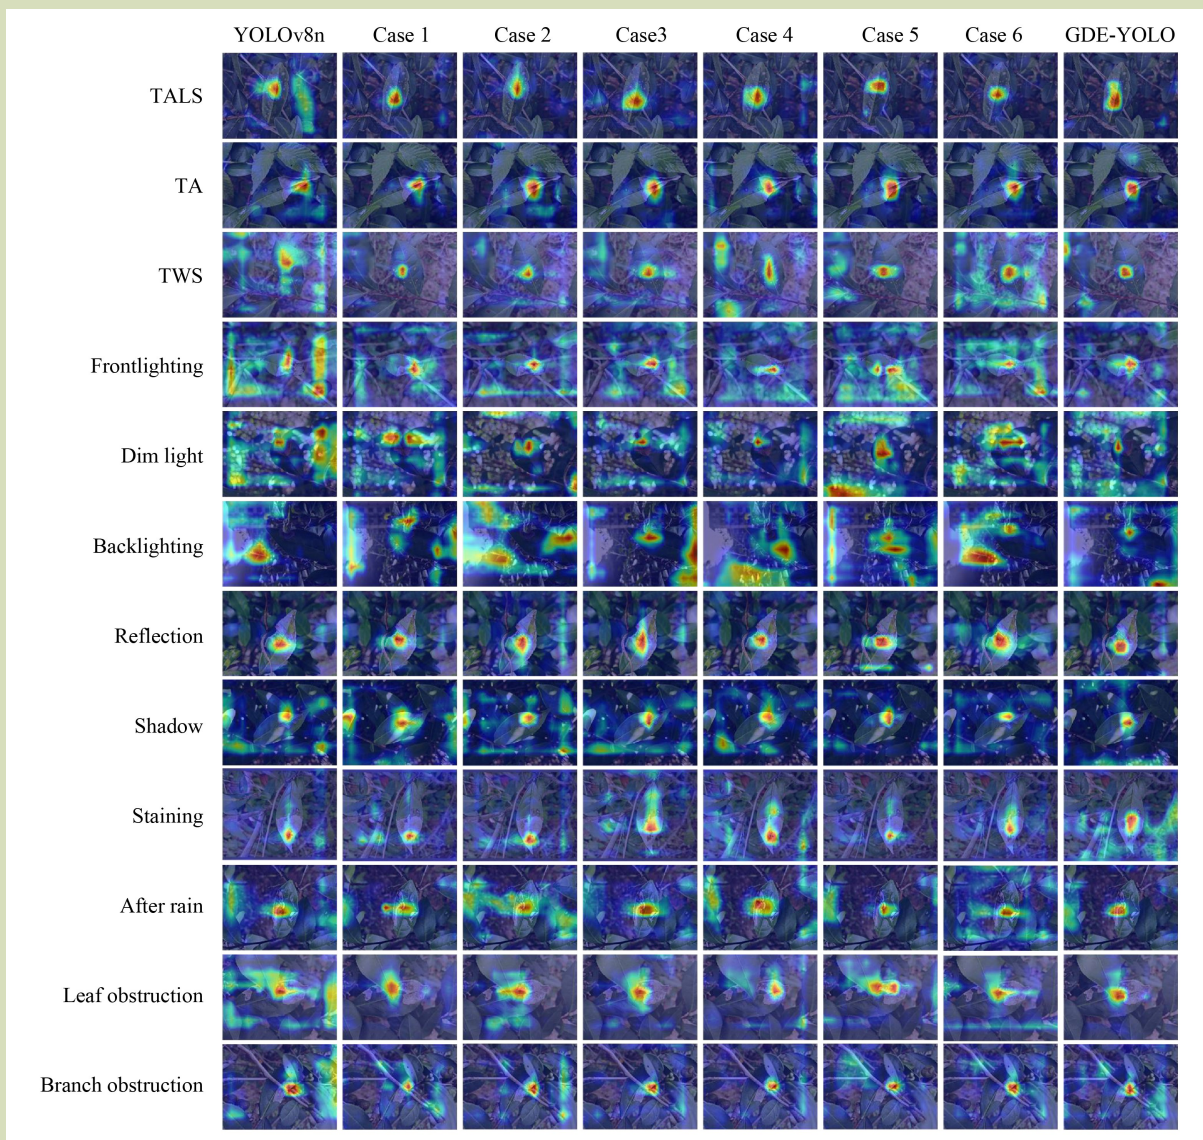 YOLOv8n Case 1 Case 2 Case3 Case 4 Case 5 Case 6 GDE-YOLO
TALS
TA
TWS
Frontlighting
Dim light
Backlighting
Reflection
Shadow
Staining
After rain
Leaf obstruction
Branch obstruction